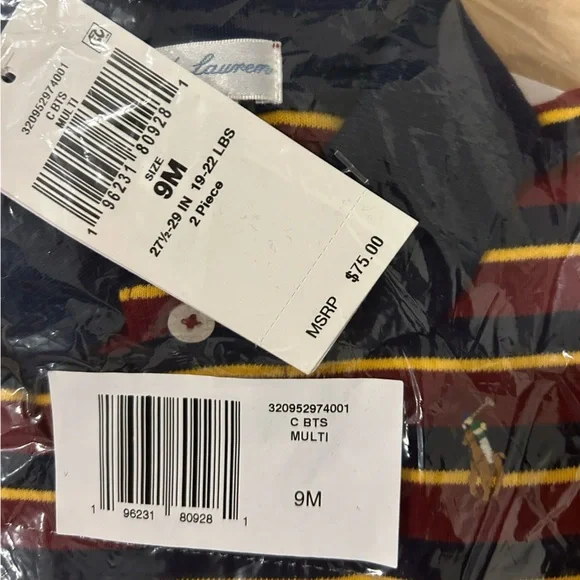 Lauren
320952974001
C BTS
MULTI
1 96231 80928 1
SIZE
9M
27½-29 IN 19-22 LBS
2 Piece
MSRP $75.00
320952974001
C BTS
MULTI
1 96231 80928 1
9M